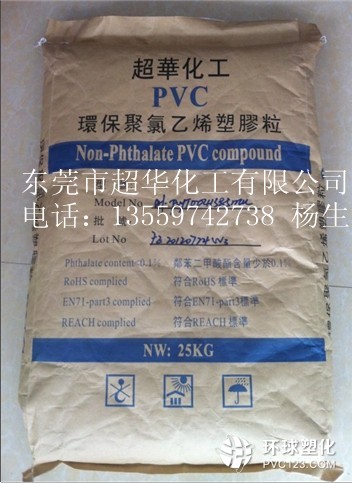 超華化工
PVC
環保聚氯乙烯塑膠粒
Non-Phthalate PVC compound
东莞市超华化工有限公司
Model No
电话：13559742738 杨生
批
Lot No
Phthalate content<0.1% 鄰苯二甲酸酯含量少於0.1%
RoHS complied 符合RoHS 標準
EN71-part3 complied 符合EN71-part3標準
REACH complied 符合REACH 標準
NW: 25KG
环球塑化
PVC123.COM